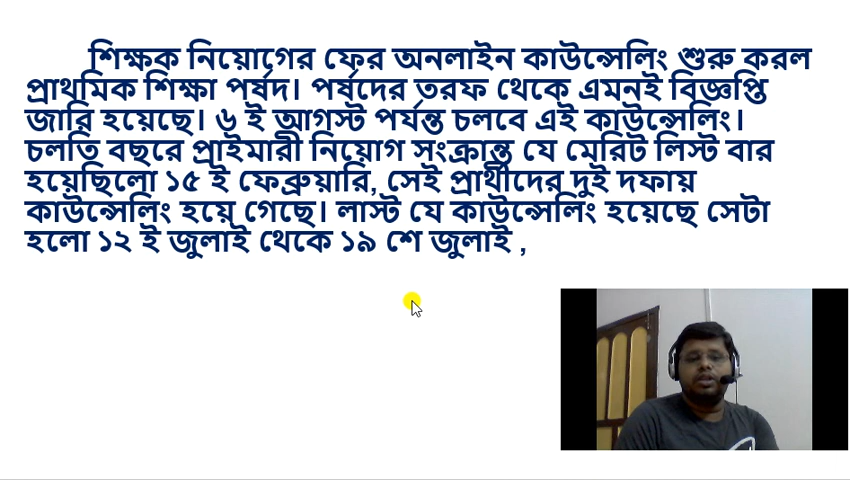 শিক্ষক নিয়োগের ফের অনলাইন কাউন্সেলিং শুরু করল
প্রাথমিক শিক্ষা পর্ষদ। পর্ষদের তরফ থেকে এমনই বিজ্ঞপ্তি
জারি হয়েছে। ৬ ই আগস্ট পর্যন্ত চলবে এই কাউন্সেলিং।
চলতি বছরে প্রাইমারী নিয়োগ সংক্রান্ত যে মেরিট লিস্ট বার
হয়েছিলো ১৫ ই ফেব্রুয়ারি, সেই প্রার্থীদের দুই দফায়
কাউন্সেলিং হয়ে গেছে। লাস্ট যে কাউন্সেলিং হয়েছে সেটা
হলো ১২ ই জুলাই থেকে ১৯ শে জুলাই ,